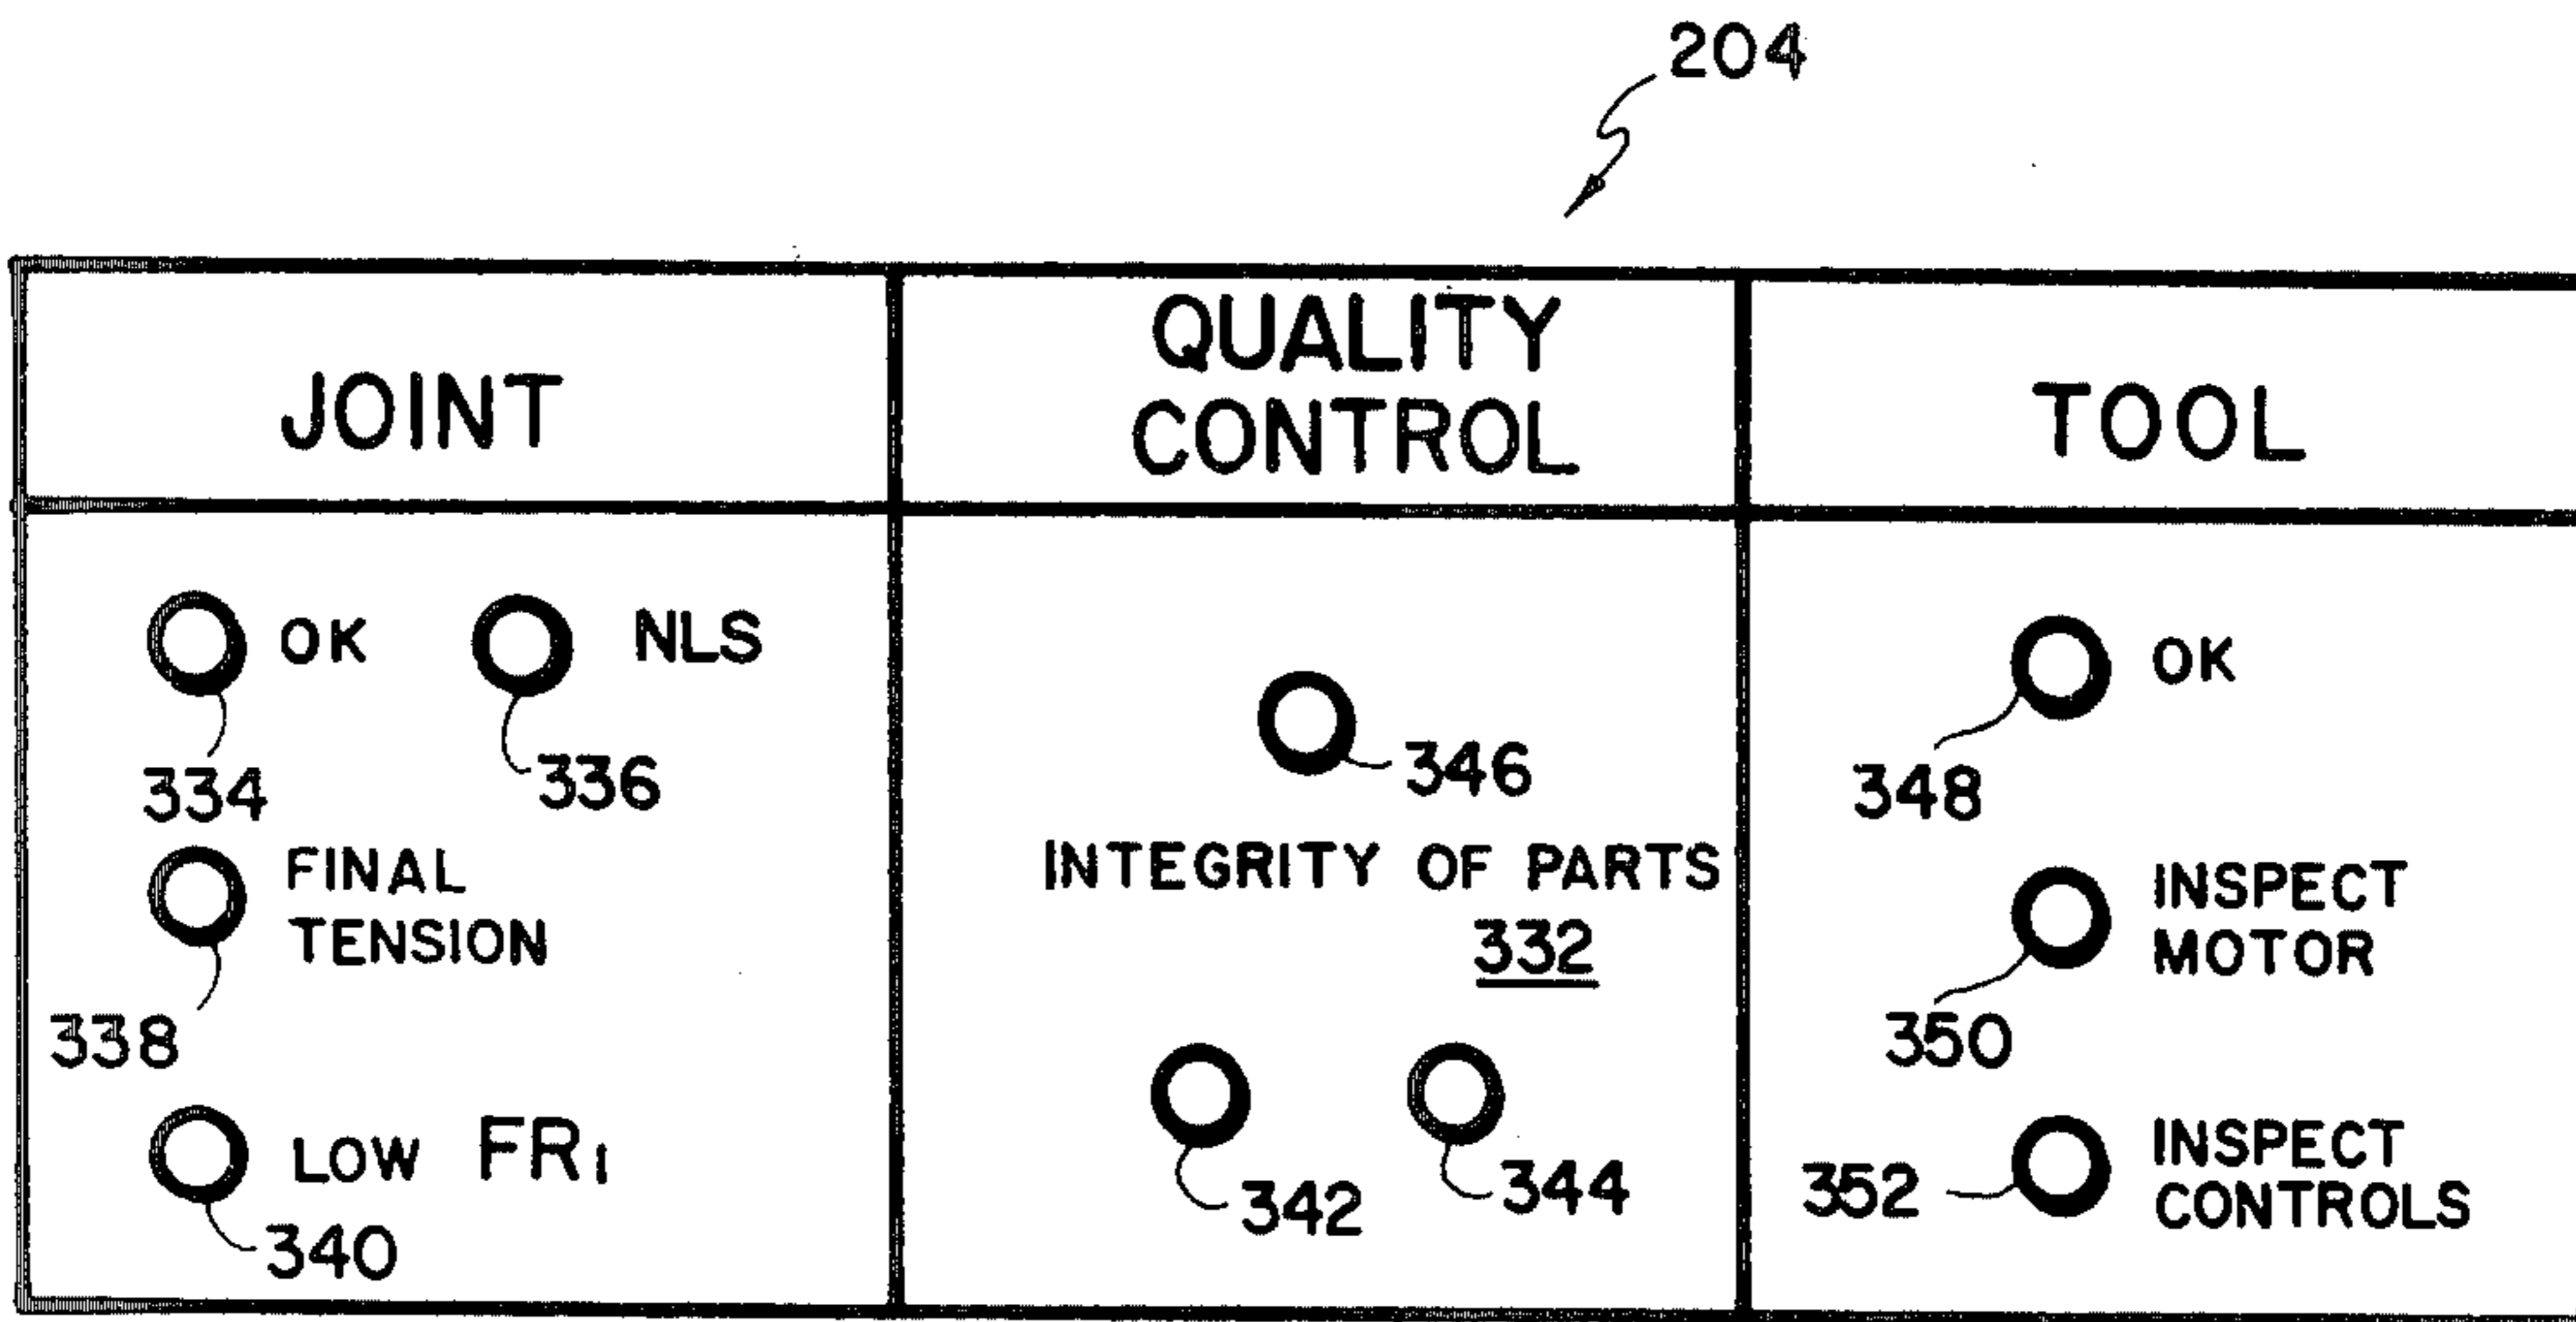 204
JOINT
QUALITY
CONTROL
TOOL
OK
NLS
334
336
FINAL
TENSION
338
LOW FR₁
340
346
INTEGRITY OF PARTS
332
342
344
OK
348
INSPECT
MOTOR
350
INSPECT
CONTROLS
352